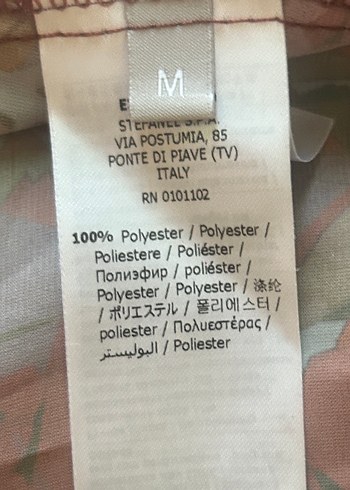 M
STEFANEL S.P.A.
VIA POSTUMIA, 85
PONTE DI PIAVE (TV)
ITALY
RN 0101102
100% Polyester / Polyester /
Poliestere / Poliéster /
Полиэфир / poliéster /
Polyester / Polyester / 涤纶
/ ポリエステル / 폴리에스터 /
poliester / Πολυεστέρας /
البوليستر / Poliester